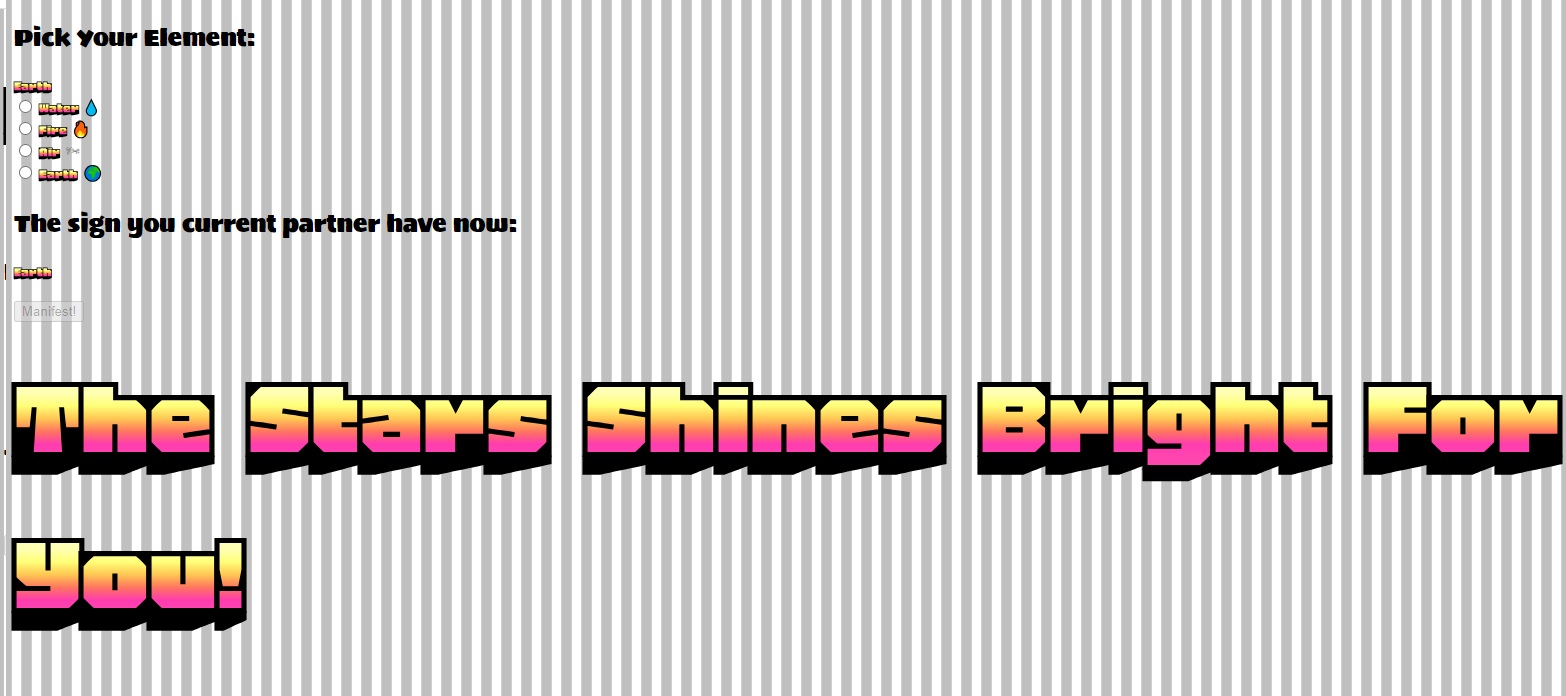 Pick Your Element:
Earth
Water 💧
Fire 🔥
Air
Earth 🌍
The sign you current partner have now:
Earth
Manifest!
The Stars Shines Bright For
You!